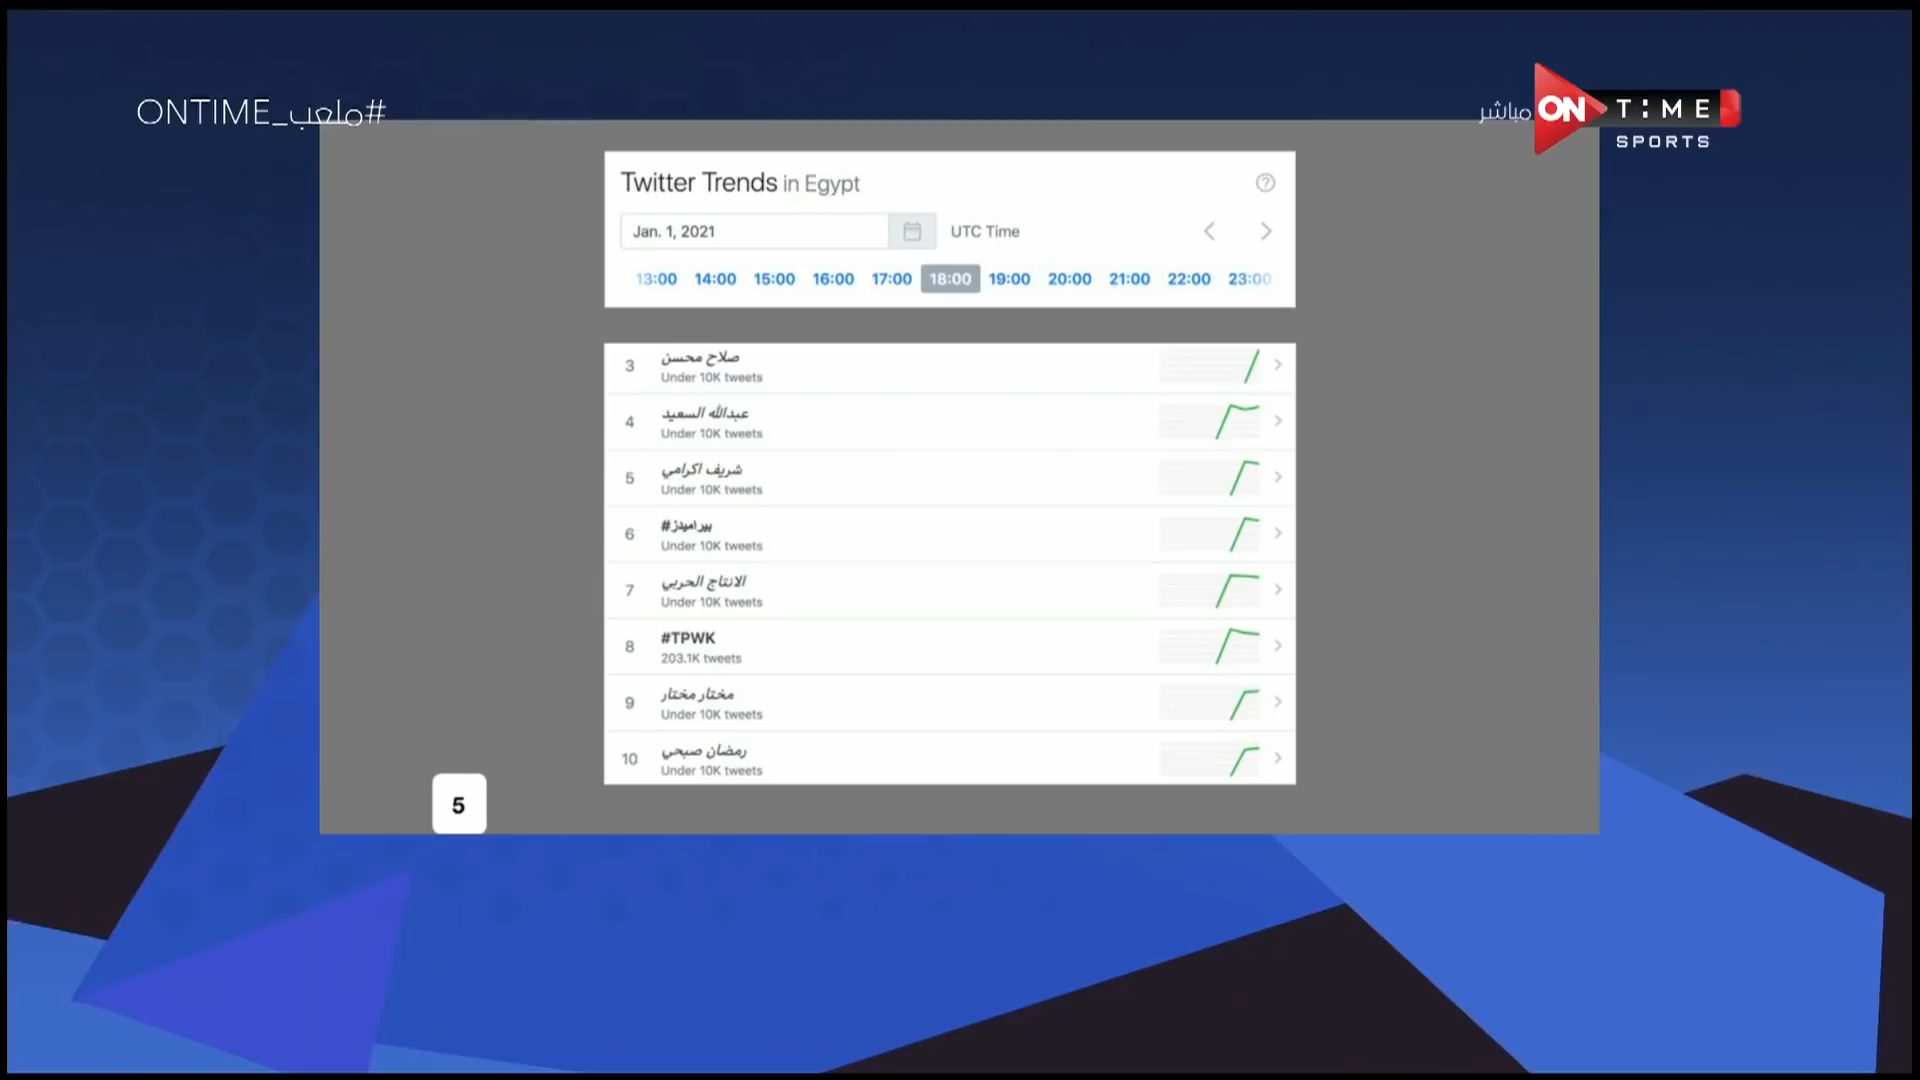 #ملعب_ONTIME
مباشر
ON TIME
SPORTS
Twitter Trends in Egypt
Jan. 1, 2021
UTC Time
13:00 14:00 15:00 16:00 17:00 18:00 19:00 20:00 21:00 22:00 23:00
3
صلاح محسن
Under 10K tweets
4
عبدالله السعيد
Under 10K tweets
5
شريف اكرامي
Under 10K tweets
6
#بيراميدز
Under 10K tweets
7
الانتاج الحربي
Under 10K tweets
8
#TPWK
203.1K tweets
9
مختار مختار
Under 10K tweets
10
رمضان صبحي
Under 10K tweets
5